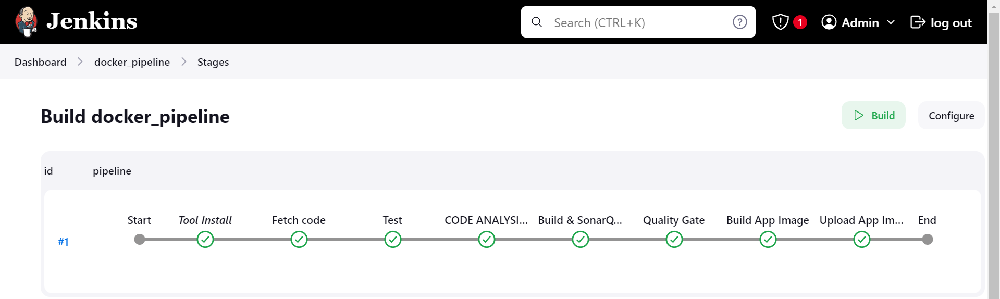 Jenkins
Search (CTRL+K)
1
Admin
log out
Dashboard
docker_pipeline
Stages
Build docker_pipeline
Build
Configure
id
pipeline
Start
Tool Install
Fetch code
Test
CODE ANALYSI...
Build & SonarQ...
Quality Gate
Build App Image
Upload App Im...
End
#1